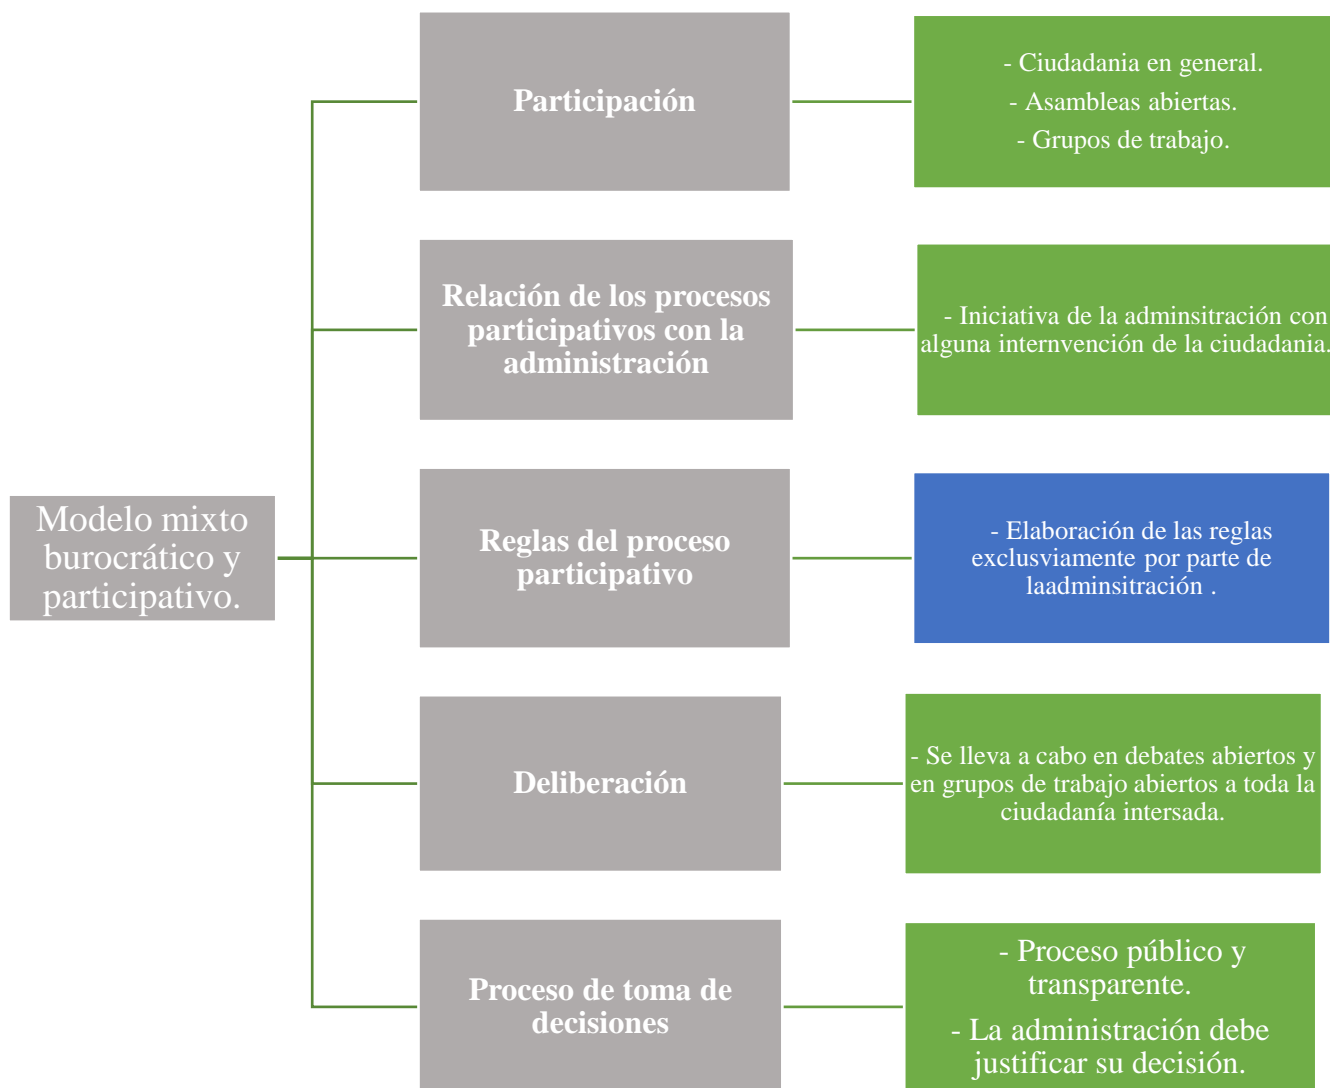 Modelo mixto
burocrático y
participativo.
Participación
- Ciudadania en general.
- Asambleas abiertas.
- Grupos de trabajo.
Relación de los procesos
participativos con la
administración
- Iniciativa de la adminsitración con
alguna internvención de la ciudadania.
Reglas del proceso
participativo
- Elaboración de las reglas
exclusviamente por parte de
laadminsitración .
Deliberación
- Se lleva a cabo en debates abiertos y
en grupos de trabajo abiertos a toda la
ciudadanía intersada.
Proceso de toma de
decisiones
- Proceso público y
transparente.
- La administración debe
justificar su decisión.